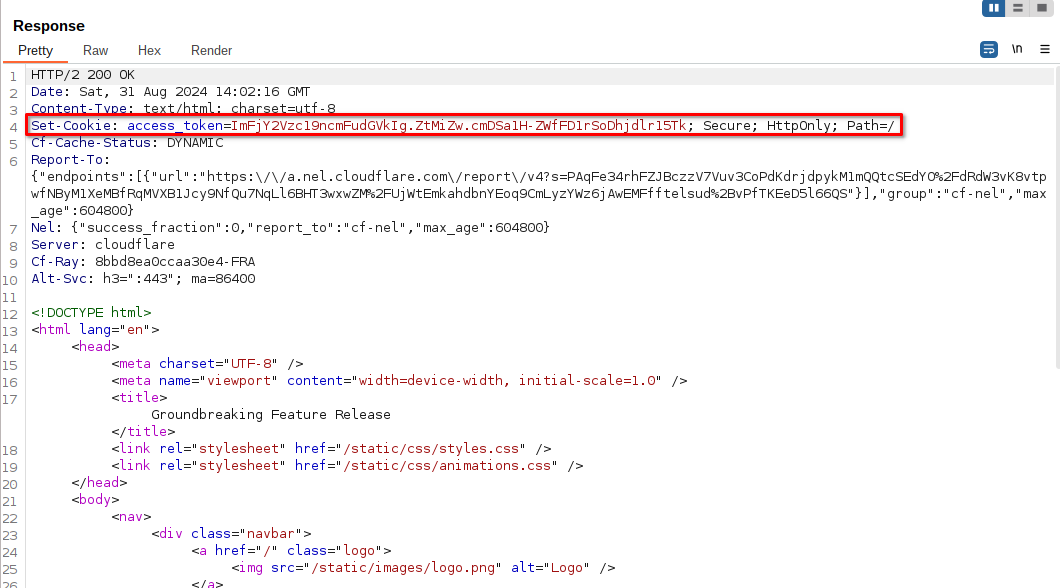 Response
Pretty Raw Hex Render \n
1 HTTP/2 200 OK
2 Date: Sat, 31 Aug 2024 14:02:16 GMT
3 Content-Type: text/html; charset=utf-8
4 Set-Cookie: access_token=ImFjY2Vzc19ncmFudGVkIg.ZtMiZw.cmDSa1H-ZWfFD1rSoDhjdlr15Tk; Secure; HttpOnly; Path=/
5 Cf-Cache-Status: DYNAMIC
6 Report-To:
{"endpoints":[{"url":"https:\/\/a.nel.cloudflare.com\/report\/v4?s=PAqFe34rhFZJBczzV7Vuv3CoPdKdrjdpykM1mQQtcSEdYO%2FdRdW3vK8vtp
wfNByM1XeMBfRqMVXB1Jcy9NfQu7NqLl6BHT3wxwZM%2FUjWtEmkahdbnYEoq9CmLyzYWz6jAwEMFfftelsud%2BvPfTKEeD5l66QS"}],"group":"cf-nel","max
_age":604800}
7 Nel: {"success_fraction":0,"report_to":"cf-nel","max_age":604800}
8 Server: cloudflare
9 Cf-Ray: 8bbd8ea0ccaa30e4-FRA
10 Alt-Svc: h3=":443"; ma=86400
11
12 <!DOCTYPE html>
13 <html lang="en">
14 <head>
15 <meta charset="UTF-8" />
16 <meta name="viewport" content="width=device-width, initial-scale=1.0" />
17 <title>
Groundbreaking Feature Release
</title>
18 <link rel="stylesheet" href="/static/css/styles.css" />
19 <link rel="stylesheet" href="/static/css/animations.css" />
20 </head>
21 <body>
22 <nav>
23 <div class="navbar">
24 <a href="/" class="logo">
25 <img src="/static/images/logo.png" alt="Logo" />
26 </a>